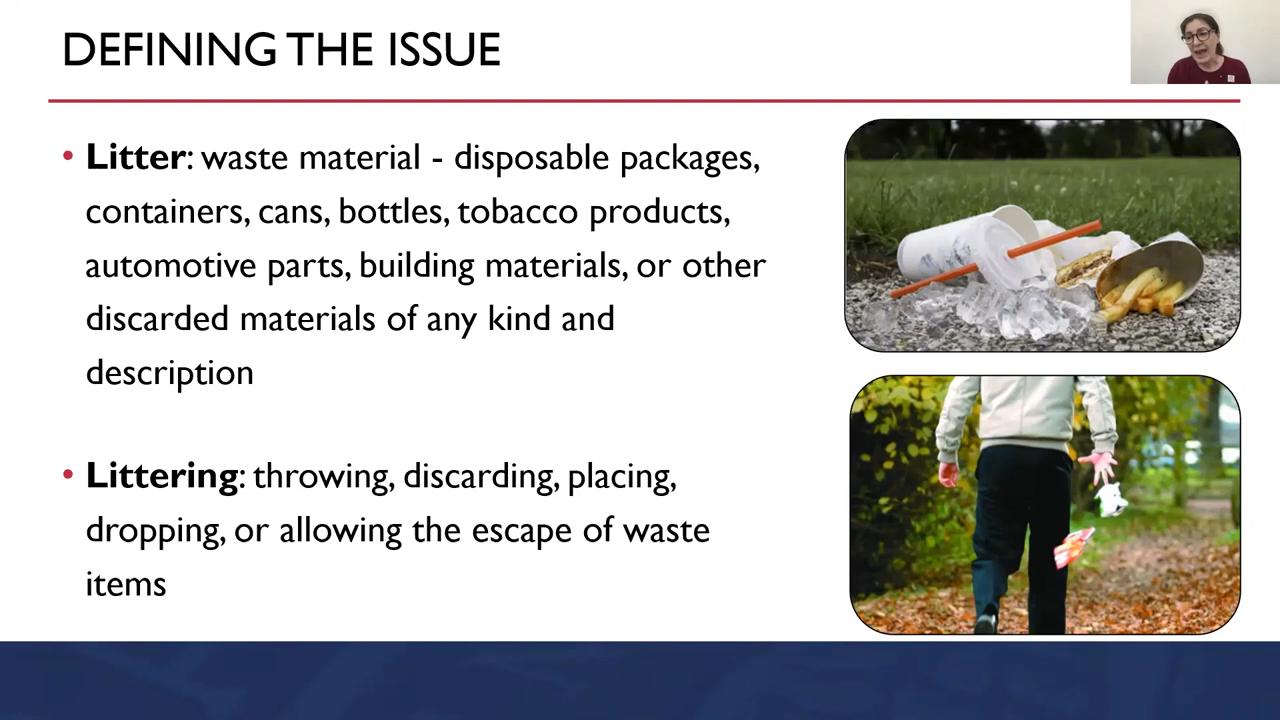 DEFINING THE ISSUE
• Litter: waste material - disposable packages,
containers, cans, bottles, tobacco products,
automotive parts, building materials, or other
discarded materials of any kind and
description
• Littering: throwing, discarding, placing,
dropping, or allowing the escape of waste
items